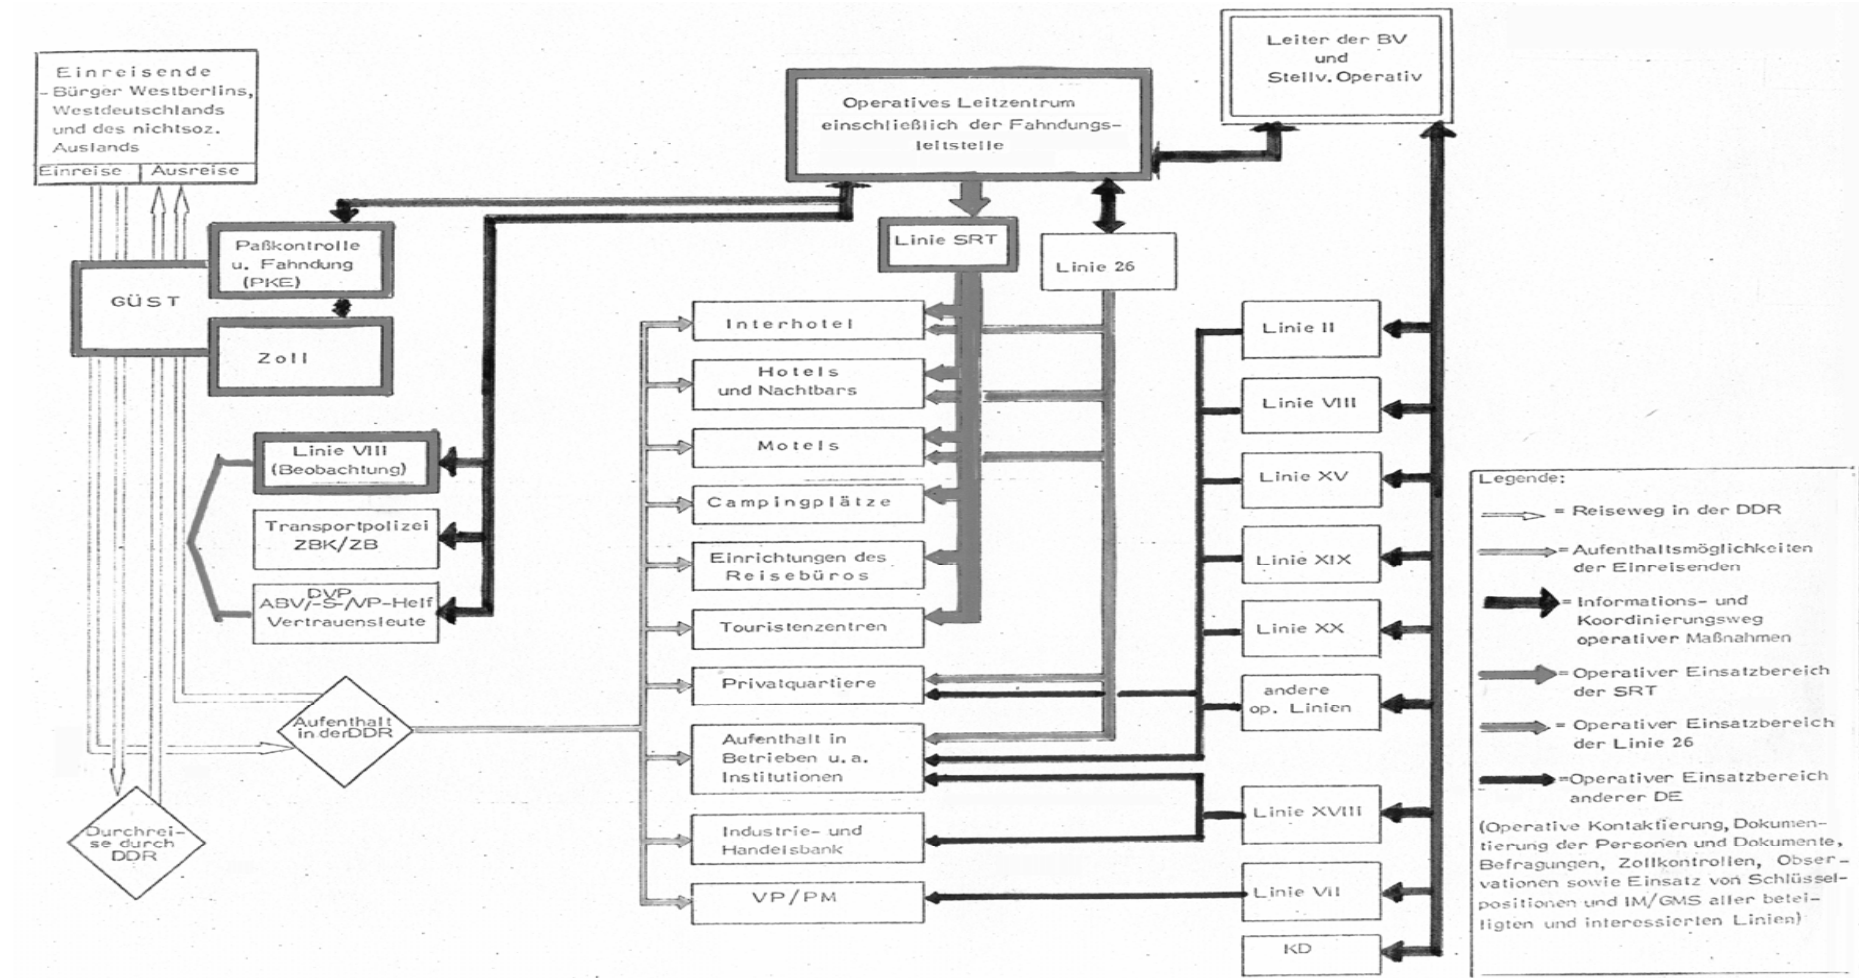 Einreisende
-Bürger Westberlins,
Westdeutschlands
und des nichtsoz.
Auslands
Einreise
Ausreise
Operatives Leitzentrum
einschließlich der Fahndungs-
leitstelle
Leiter der BV
und
Stellv. Operativ
Paßkontrolle
u. Fahndung
(PKE)
GÜST
Zoll
Linie SRT
Linie 26
Linie VIII
(Beobachtung)
Transportpolizei
ZBK/ZB
DVP
ABV/-S-/VP-Helf
Vertrauensleute
Aufenthalt
in der DDR
Durchrei-
se durch
DDR
Interhotel
Hotels
und Nachtbars
Motels
Campingplätze
Einrichtungen des
Reisebüros
Touristenzentren
Privatquartiere
Aufenthalt in
Betrieben u. a.
Institutionen
Industrie- und
Handelsbank
VP/PM
Linie II
Linie VIII
Linie XV
Linie XIX
Linie XX
andere
op. Linien
Linie XVIII
Linie VII
KD
Legende:
= Reiseweg in der DDR
= Aufenthaltsmöglichkeiten
der Einreisenden
= Informations- und
Koordinierungsweg
operativer Maßnahmen
= Operativer Einsatzbereich
der SRT
= Operativer Einsatzbereich
der Linie 26
=Operativer Einsatzbereich
anderer DE
(Operative Kontaktierung, Dokumen-
tierung der Personen und Dokumente,
Befragungen, Zollkontrollen, Obser-
vationen sowie Einsatz von Schlüssel-
positionen und IM/GMS aller betei-
ligten und interessierten Linien)